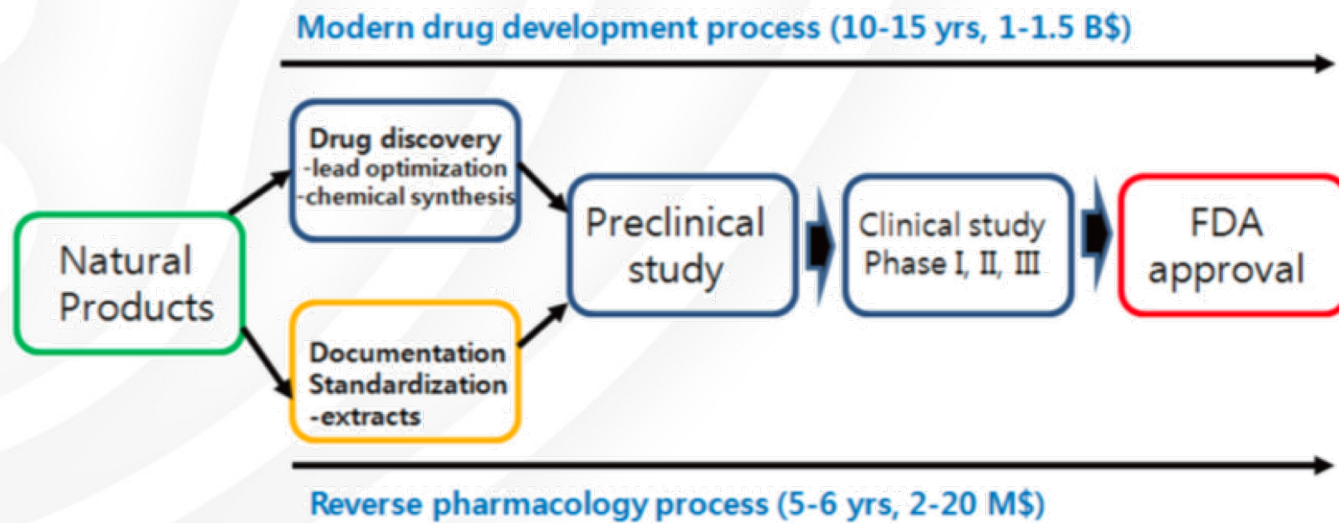 Modern drug development process (10-15 yrs, 1-1.5 B$)
Drug discovery
-lead optimization
-chemical synthesis
Natural
Products
Documentation
Standardization
-extracts
Preclinical
study
Clinical study
Phase Ⅰ, Ⅱ, Ⅲ
FDA
approval
Reverse pharmacology process (5-6 yrs, 2-20 M$)